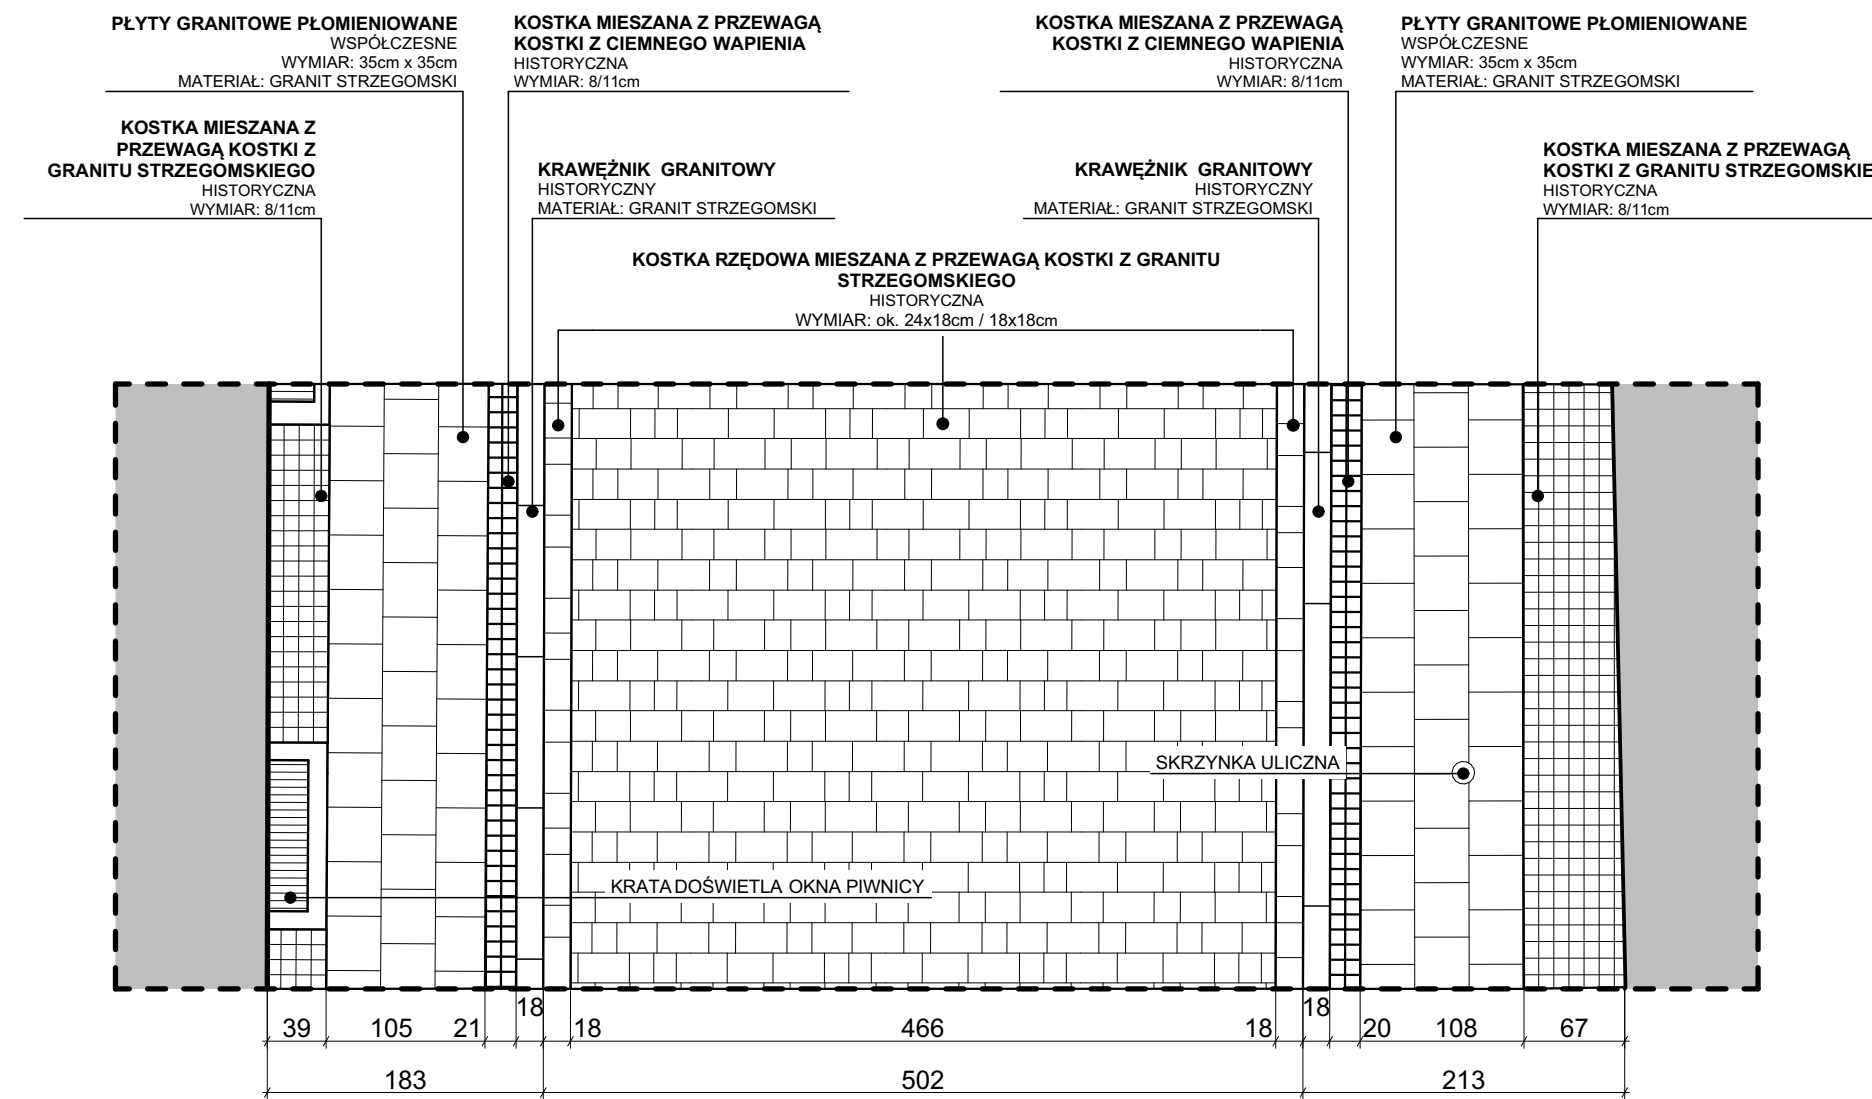 PŁYTY GRANITOWE PŁOMIENIOWANE
WSPÓŁCZESNE
WYMIAR: 35cm x 35cm
MATERIAŁ: GRANIT STRZEGOMSKI
KOSTKA MIESZANA Z PRZEWAGĄ
KOSTKI Z CIEMNEGO WAPIENIA
HISTORYCZNA
WYMIAR: 8/11cm
KOSTKA MIESZANA Z PRZEWAGĄ
KOSTKI Z CIEMNEGO WAPIENIA
HISTORYCZNA
WYMIAR: 8/11cm
PŁYTY GRANITOWE PŁOMIENIOWANE
WSPÓŁCZESNE
WYMIAR: 35cm x 35cm
MATERIAŁ: GRANIT STRZEGOMSKI
KOSTKA MIESZANA Z
PRZEWAGĄ KOSTKI Z
GRANITU STRZEGOMSKIEGO
HISTORYCZNA
WYMIAR: 8/11cm
KRAWĘŻNIK GRANITOWY
HISTORYCZNY
MATERIAŁ: GRANIT STRZEGOMSKI
KRAWĘŻNIK GRANITOWY
HISTORYCZNY
MATERIAŁ: GRANIT STRZEGOMSKI
KOSTKA MIESZANA Z PRZEWAGĄ
KOSTKI Z GRANITU STRZEGOMSKIE
HISTORYCZNA
WYMIAR: 8/11cm
KOSTKA RZĘDOWA MIESZANA Z PRZEWAGĄ KOSTKI Z GRANITU
STRZEGOMSKIEGO
HISTORYCZNA
WYMIAR: ok. 24x18cm / 18x18cm
SKRZYNKA ULICZNA
KRATA DOŚWIETLA OKNA PIWNICY
39 105 21 18 18 466 18 18 20 108 67
183 502 213